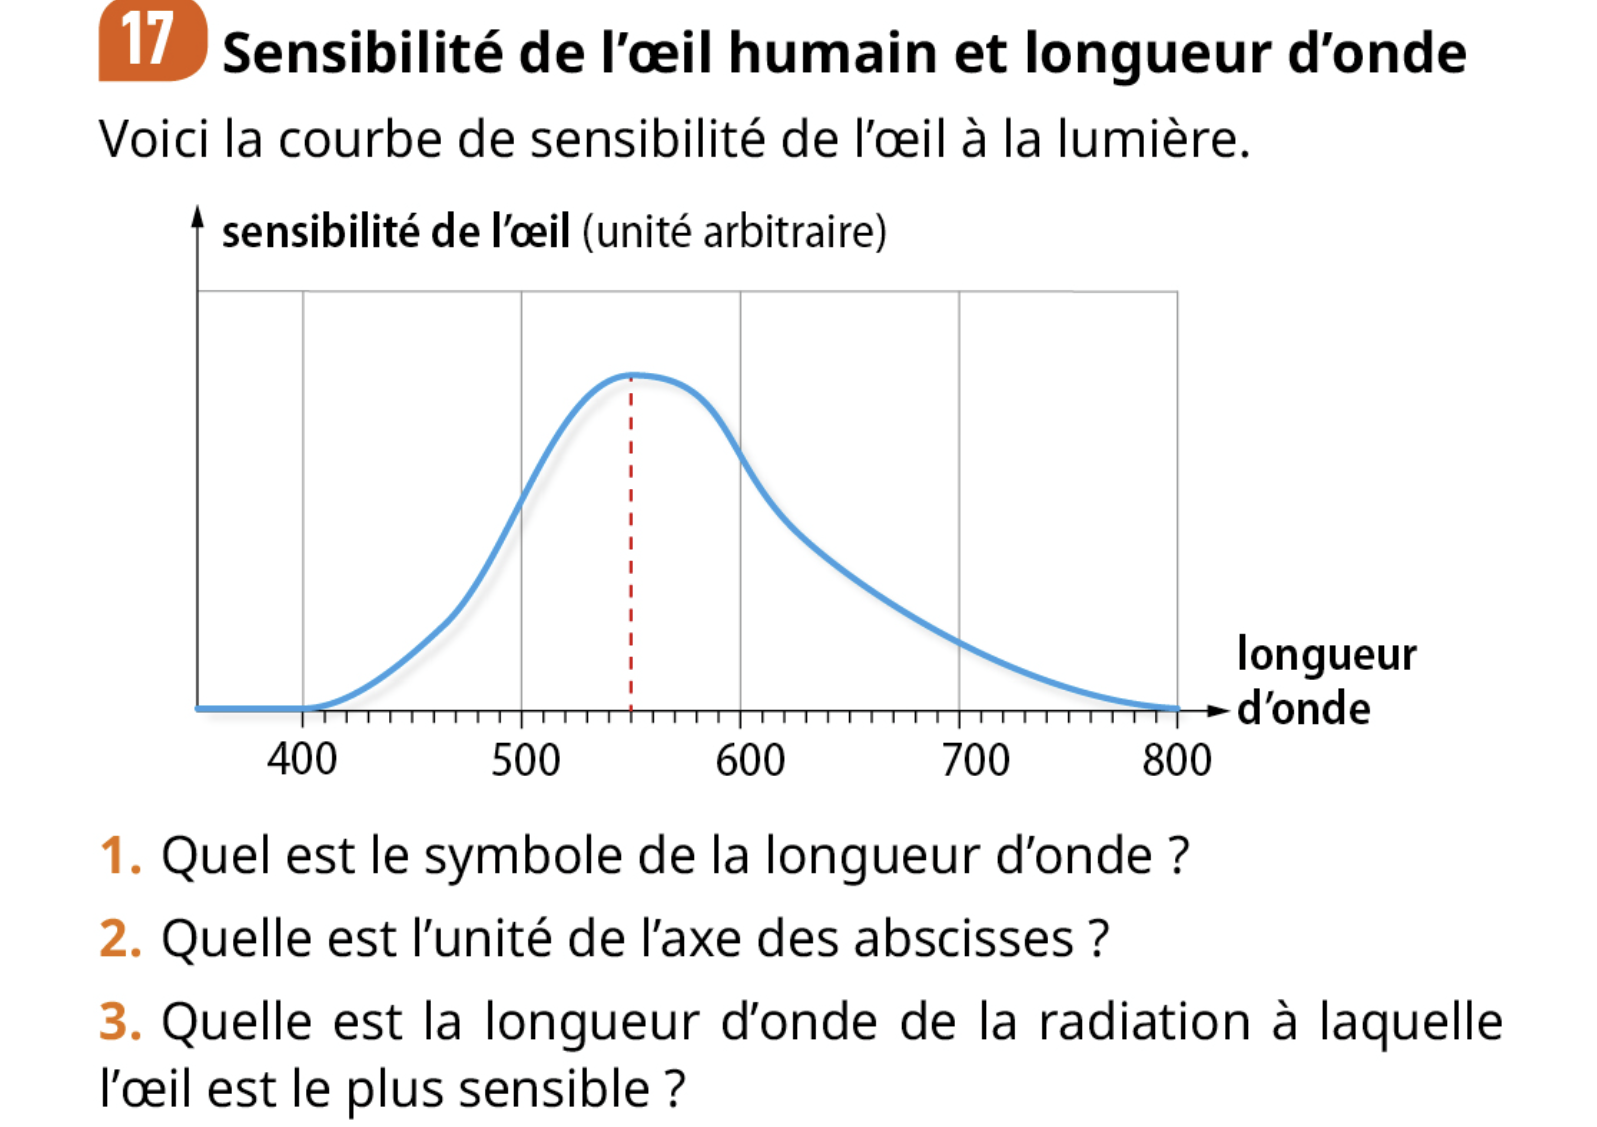 17 Sensibilité de l’œil humain et longueur d’onde
Voici la courbe de sensibilité de l’œil à la lumière.
sensibilité de l’œil (unité arbitraire)
longueur
d’onde
400 500 600 700 800
1. Quel est le symbole de la longueur d’onde ?
2. Quelle est l’unité de l’axe des abscisses ?
3. Quelle est la longueur d’onde de la radiation à laquelle
l’œil est le plus sensible ?